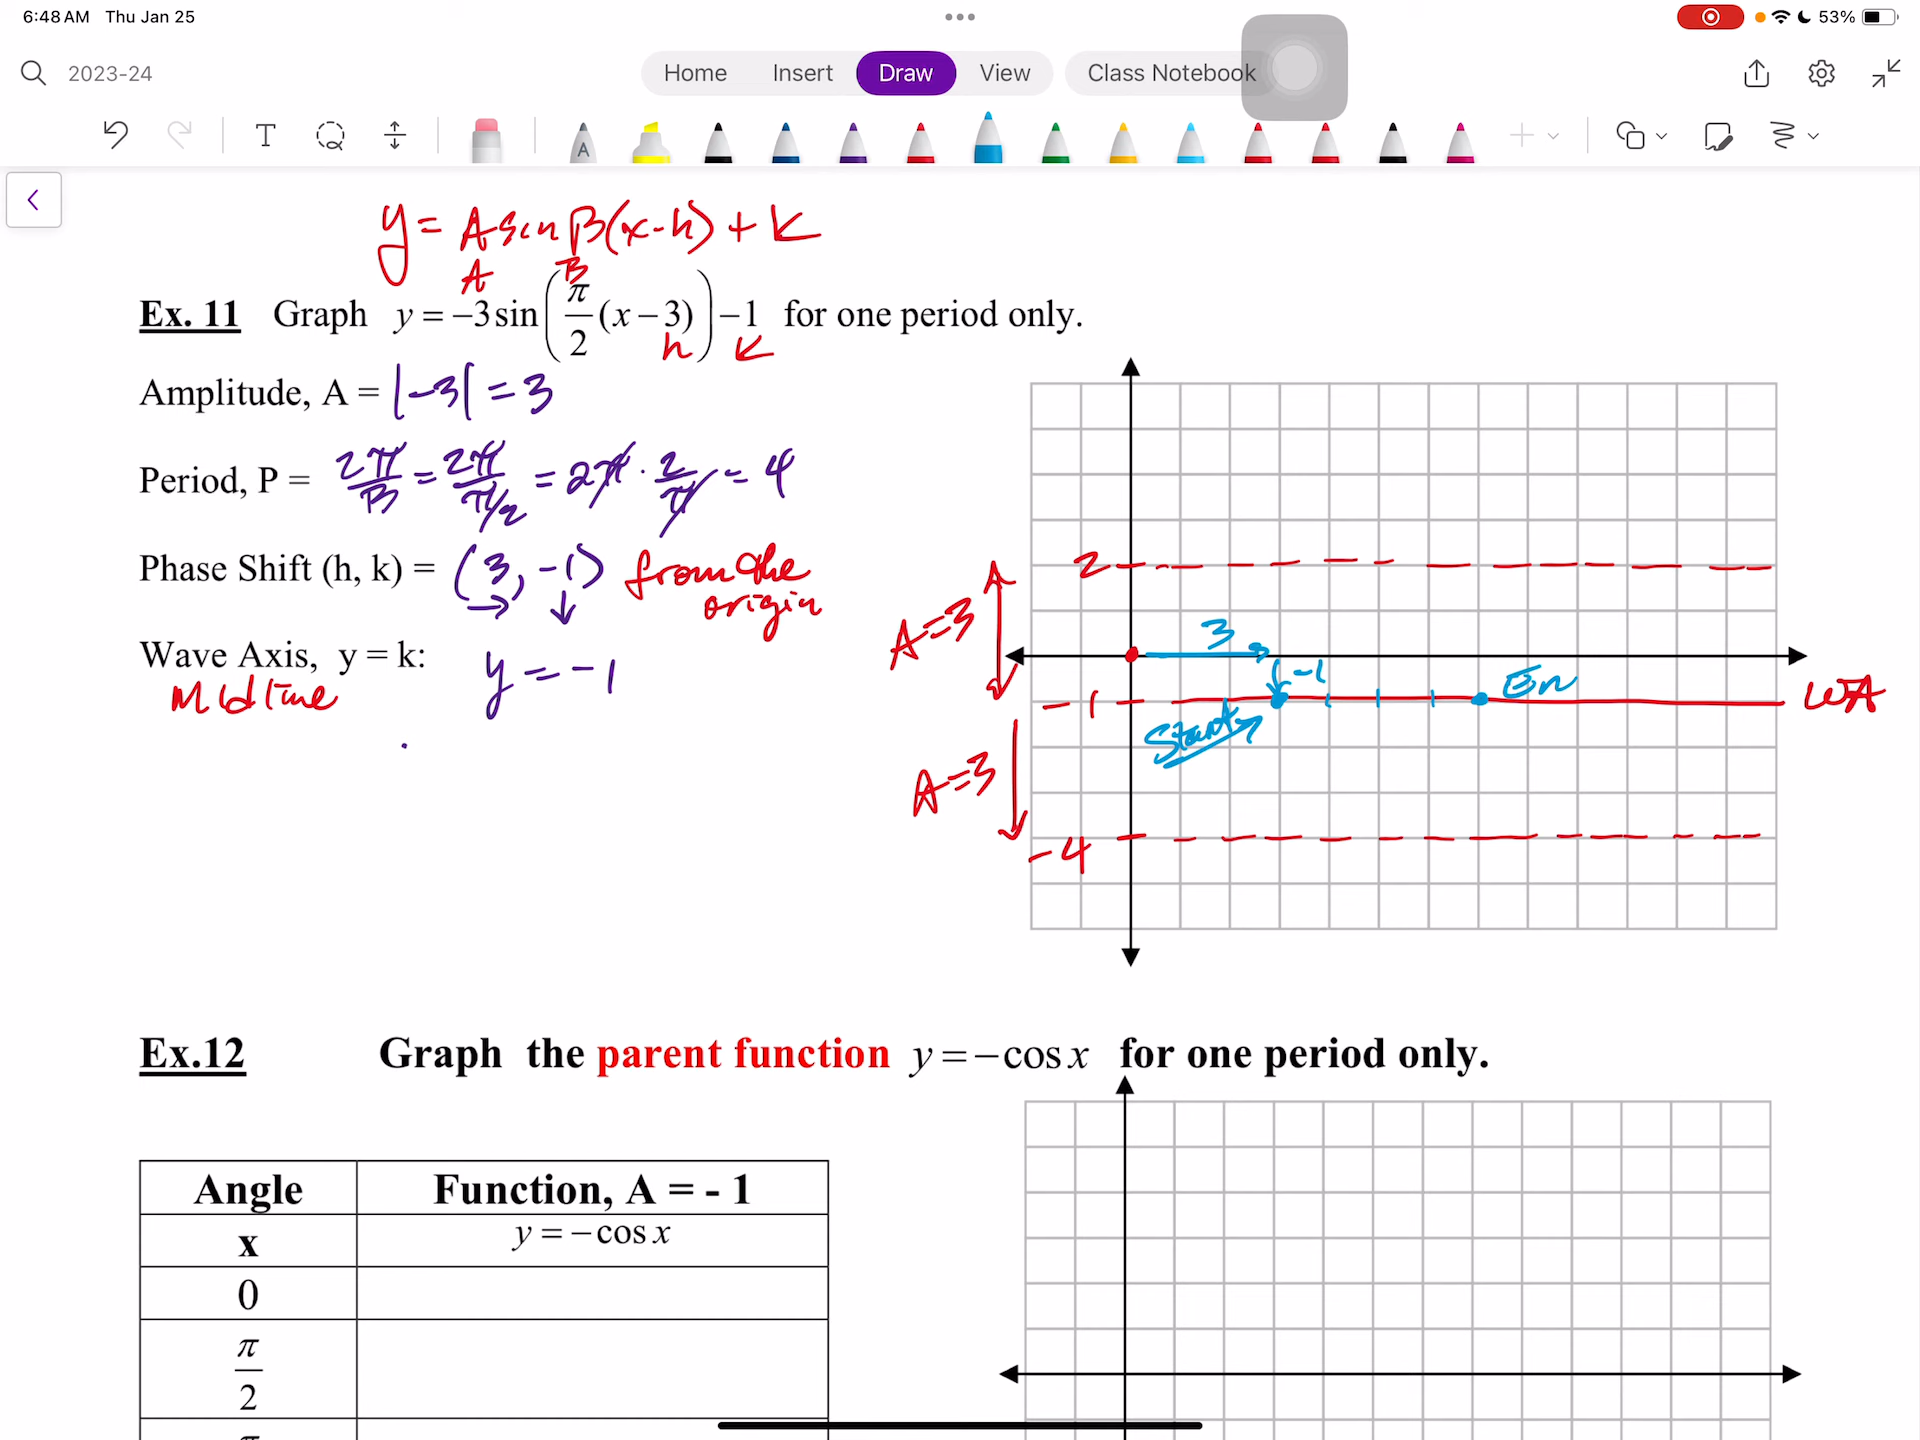 6:48 AM Thu Jan 25
53%
2023-24
Home Insert Draw View Class Notebook
T
A
y = A sin B(x-h) + K
A B
Ex. 11 Graph y = −3 sin(π/2 (x − 3)) − 1 for one period only.
h K
Amplitude, A = |-3| = 3
Period, P = 2π/B = 2π/π/2 = 2π · 2/π = 4
Phase Shift (h, k) = (3, -1) from the
origin
Wave Axis, y = k: y = -1
Midline
2
A=3
3
-1
-1
Start
En
WA
A=3
-4
Ex.12 Graph the parent function y = − cos x for one period only.
Angle Function, A = - 1
x y = − cos x
0
π/2